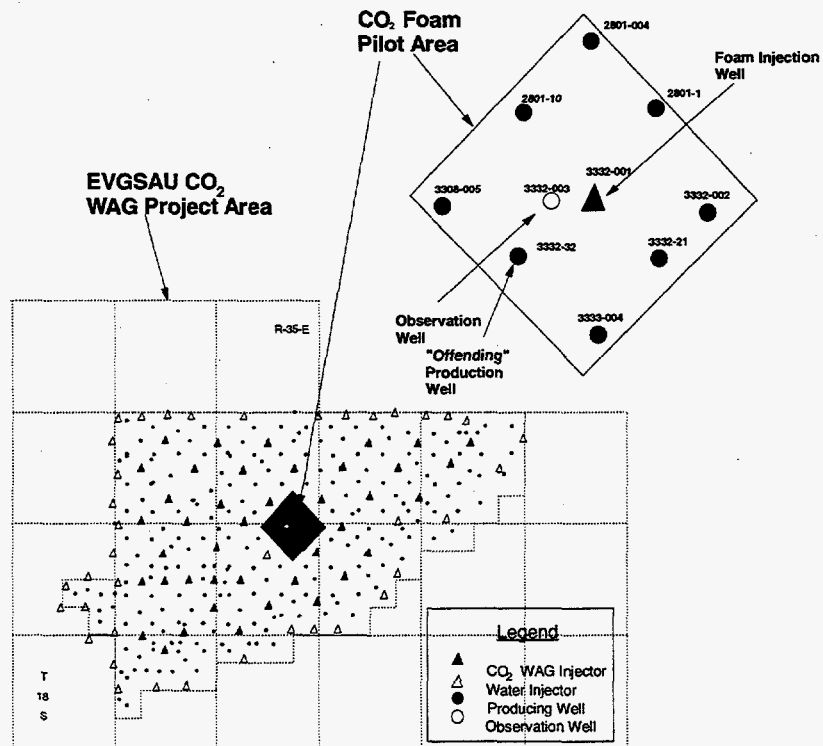 CO₂ Foam
Pilot Area
2801-004
Foam Injection
Well
2801-10
2801-1
EVGSAU CO₂
WAG Project Area
3332-001
3308-005
3332-003
3332-002
3332-32
3332-21
3333-004
Observation
Well
"Offending"
Production
Well
R-35-E
Legend
CO₂ WAG Injector
Water Injector
Producing Well
Observation Well
T
18
S